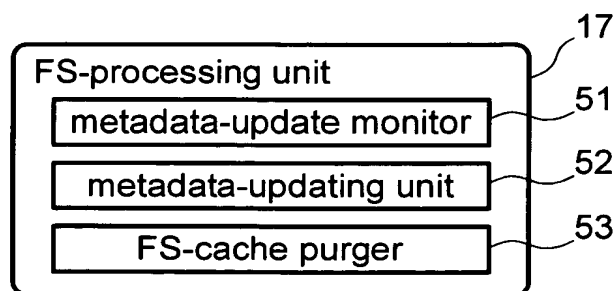 17
FS-processing unit
metadata-update monitor
51
metadata-updating unit
52
FS-cache purger
53